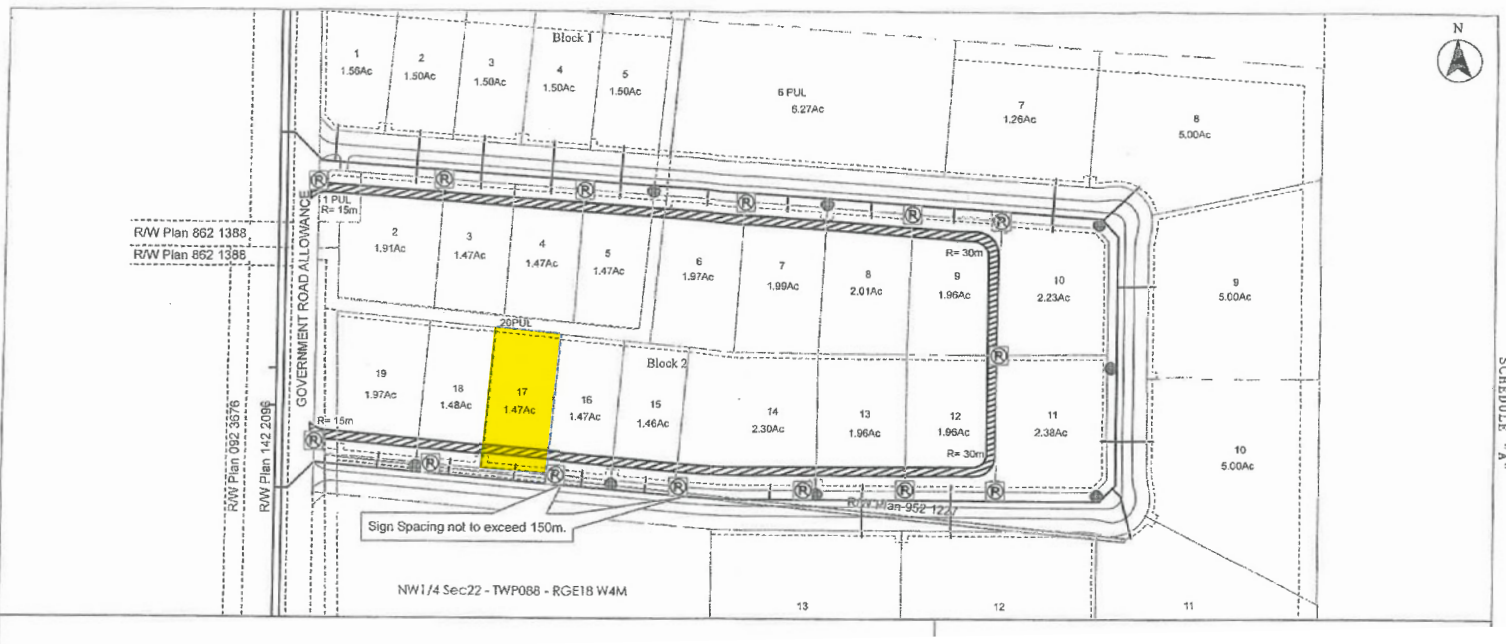 N
Block 1
1
1.56Ac
2
1.50Ac
3
1.50Ac
4
1.50Ac
5
1.50Ac
6 PUL
6.27Ac
7
1.26Ac
8
5.00Ac
R
R
R
R
R
R
1 PUL
R= 15m
R/W Plan 862 1388
R/W Plan 862 1388
GOVERNMENT ROAD ALLOWANCE
2
1.91Ac
3
1.47Ac
4
1.47Ac
5
1.47Ac
6
1.97Ac
7
1.99Ac
8
2.01Ac
9
1.96Ac
R= 30m
10
2.23Ac
9
5.00Ac
20PUL
Block 2
R
19
1.97Ac
18
1.48Ac
17
1.47Ac
16
1.47Ac
15
1.46Ac
14
2.30Ac
13
1.96Ac
12
1.96Ac
R= 30m
11
2.38Ac
10
5.00Ac
R= 15m
R/W Plan 092 3676
R/W Plan 142 2096
R
R
R
R
R
R
R
R/W Plan 952 1227
Sign Spacing not to exceed 150m.
NW1/4 Sec22 - TWP088 - RGE18 W4M
13
12
11
SCHEDULE "A"